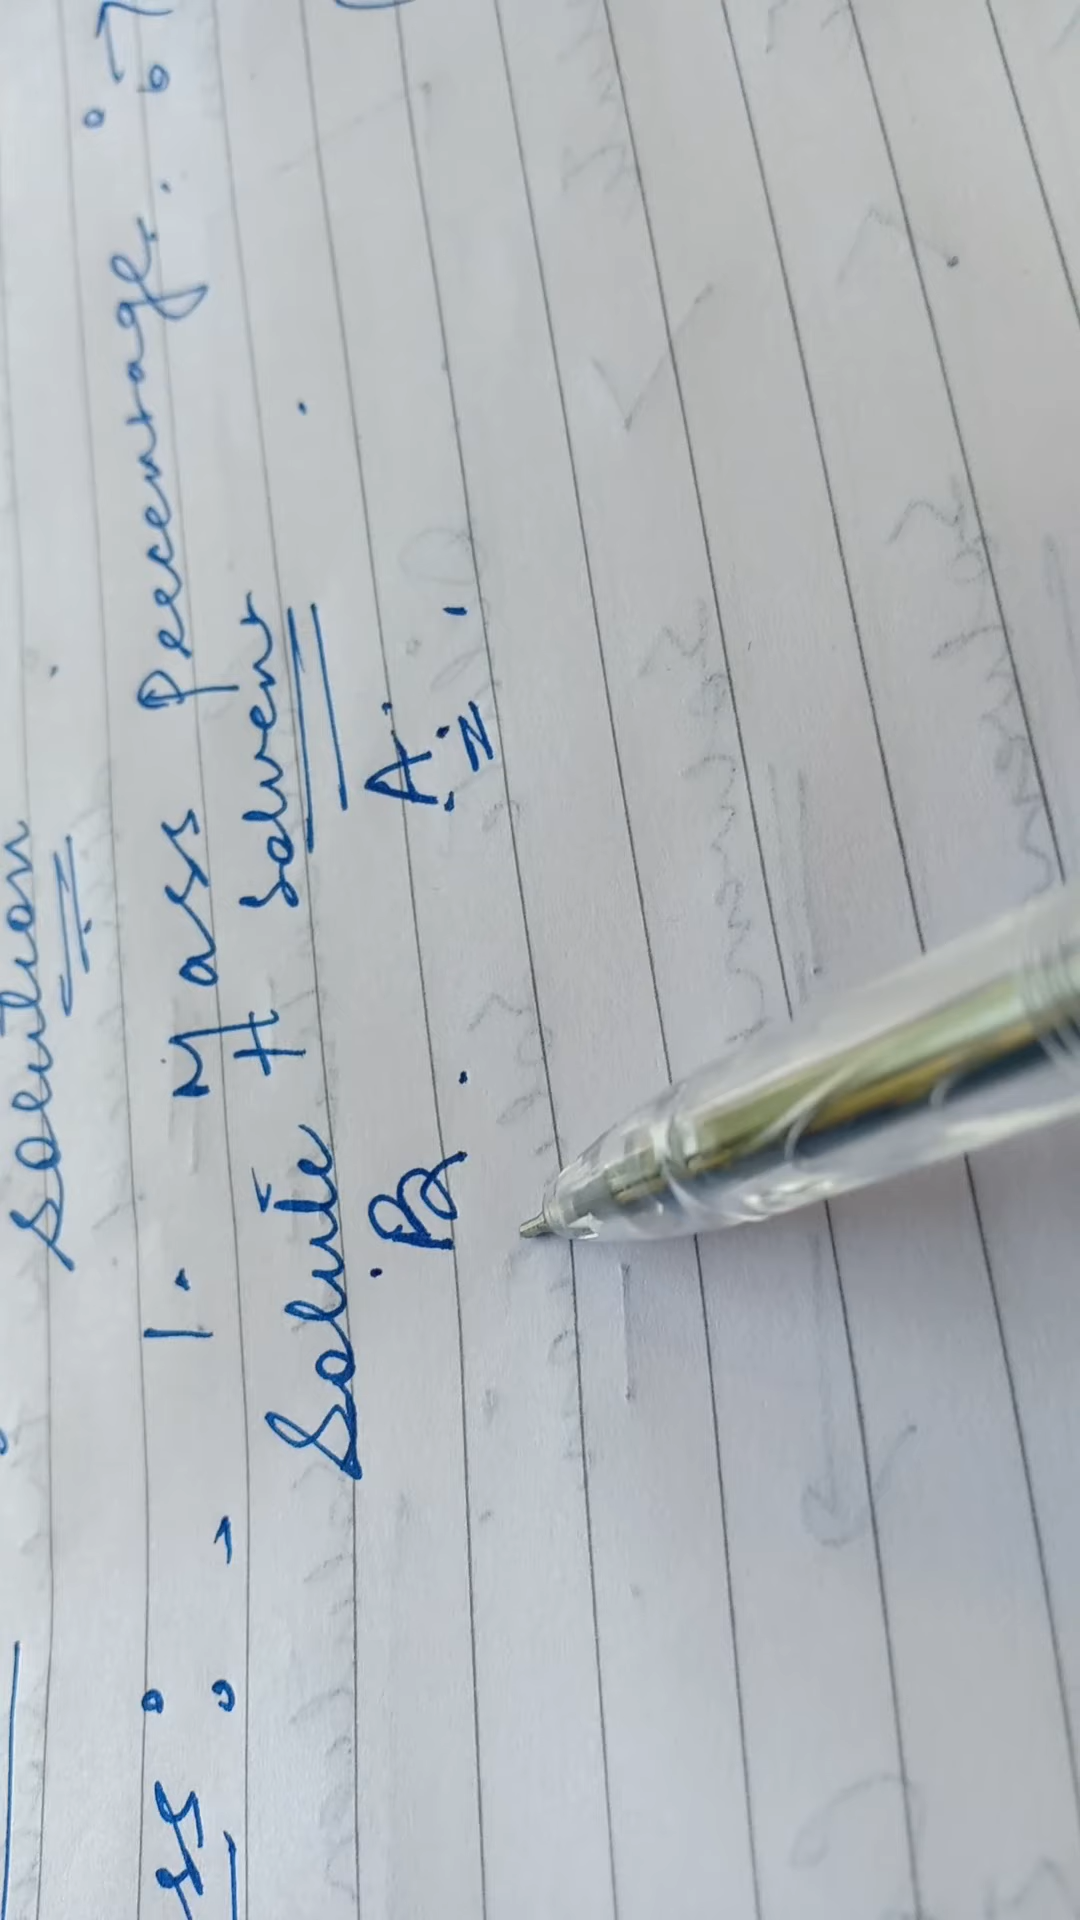 Solution
1. Mass Percentage.
Solute + Solvent
B. A.